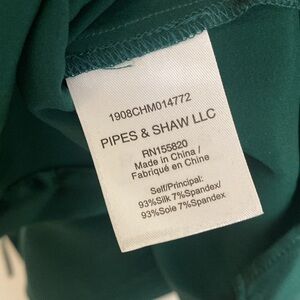 1908CHM014772
PIPES & SHAW LLC
RN155820
Made in China /
Fabriqué en Chine
Self/Principal:
93%Silk 7%Spandex/
93%Soie 7%Spandex